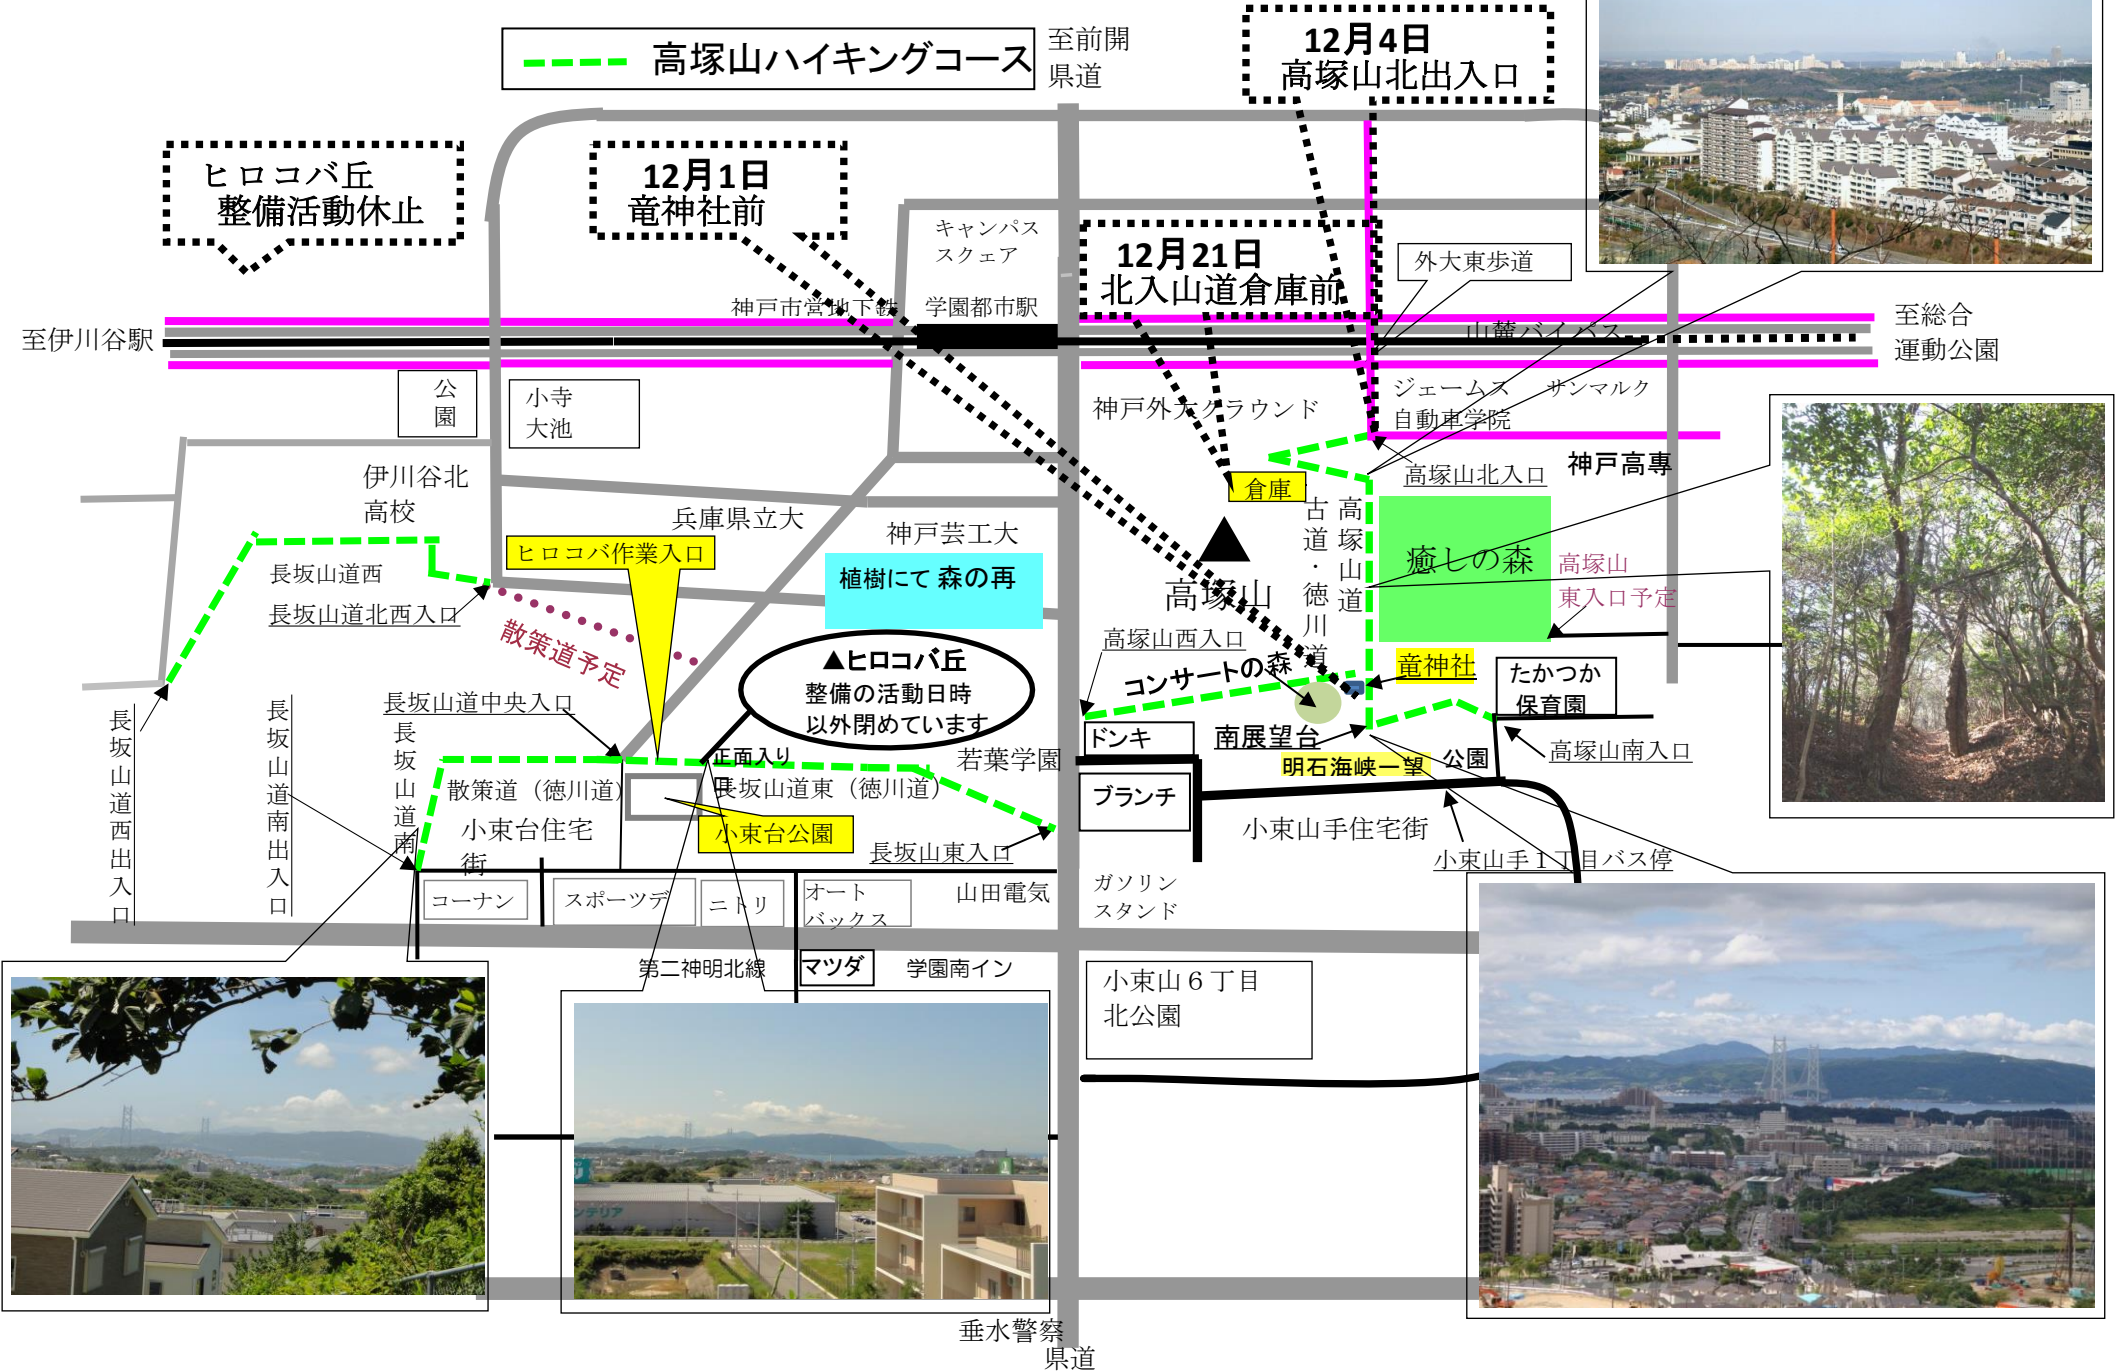 高塚山ハイキングコース
至前開
県道
12月4日
高塚山北出入口
ヒロコバ丘
整備活動休止
12月1日
竜神社前
キャンパス
スクェア
12月21日
北入山道倉庫前
外大東歩道
神戸市営地下鉄
学園都市駅
至伊川谷駅
山麓バイパス
至総合
運動公園
公
園
小寺
大池
神戸外大グラウンド
ジェームス
自動車学院
サンマルク
伊川谷北
高校
兵庫県立大
神戸芸工大
倉庫
高塚山北入口
神戸高専
古道・徳川道
高塚山道
ヒロコバ作業入口
植樹にて 森の再
癒しの森
高塚山
東入口予定
長坂山道西
長坂山道北西入口
散策道予定
高塚山
高塚山西入口
コンサートの森
竜神社
たかつか
保育園
▲ヒロコバ丘
整備の活動日時
以外閉めています
長坂山道中央入口
長坂山道西出入口
長坂山道南出入口
長坂山道南
正面入り
口
若葉学園
ドンキ
南展望台
明石海峡一望
公園
高塚山南入口
散策道（徳川道）
長坂山道東（徳川道）
ブランチ
小束台住宅
街
小束台公園
長坂山東入口
小束山手住宅街
小束山手１丁目バス停
コーナン
スポーツデ
ニトリ
オート
バックス
山田電気
ガソリン
スタンド
第二神明北線
マツダ
学園南イン
小束山６丁目
北公園
ンテリア
垂水警察
県道